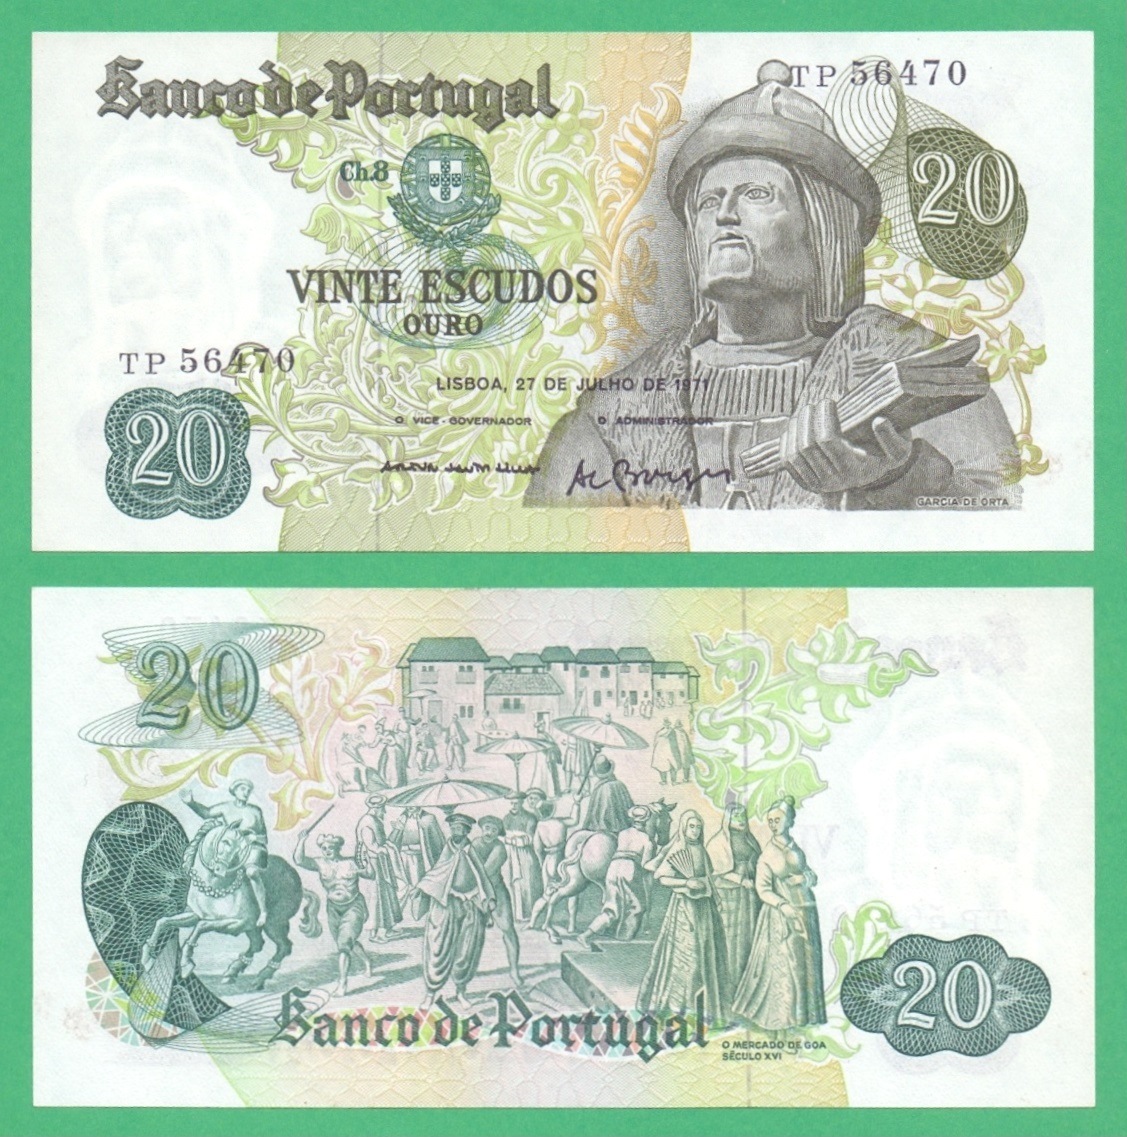 Banco de Portugal
TP 56470
Ch.8
20
VINTE ESCUDOS
OURO
TP 56470
LISBOA, 27 DE JULHO DE 1971
O VICE-GOVERNADOR
O ADMINISTRADOR
20
GARCIA DE ORTA
20
Banco de Portugal
O MERCADO DE GOA
SÉCULO XVI
20